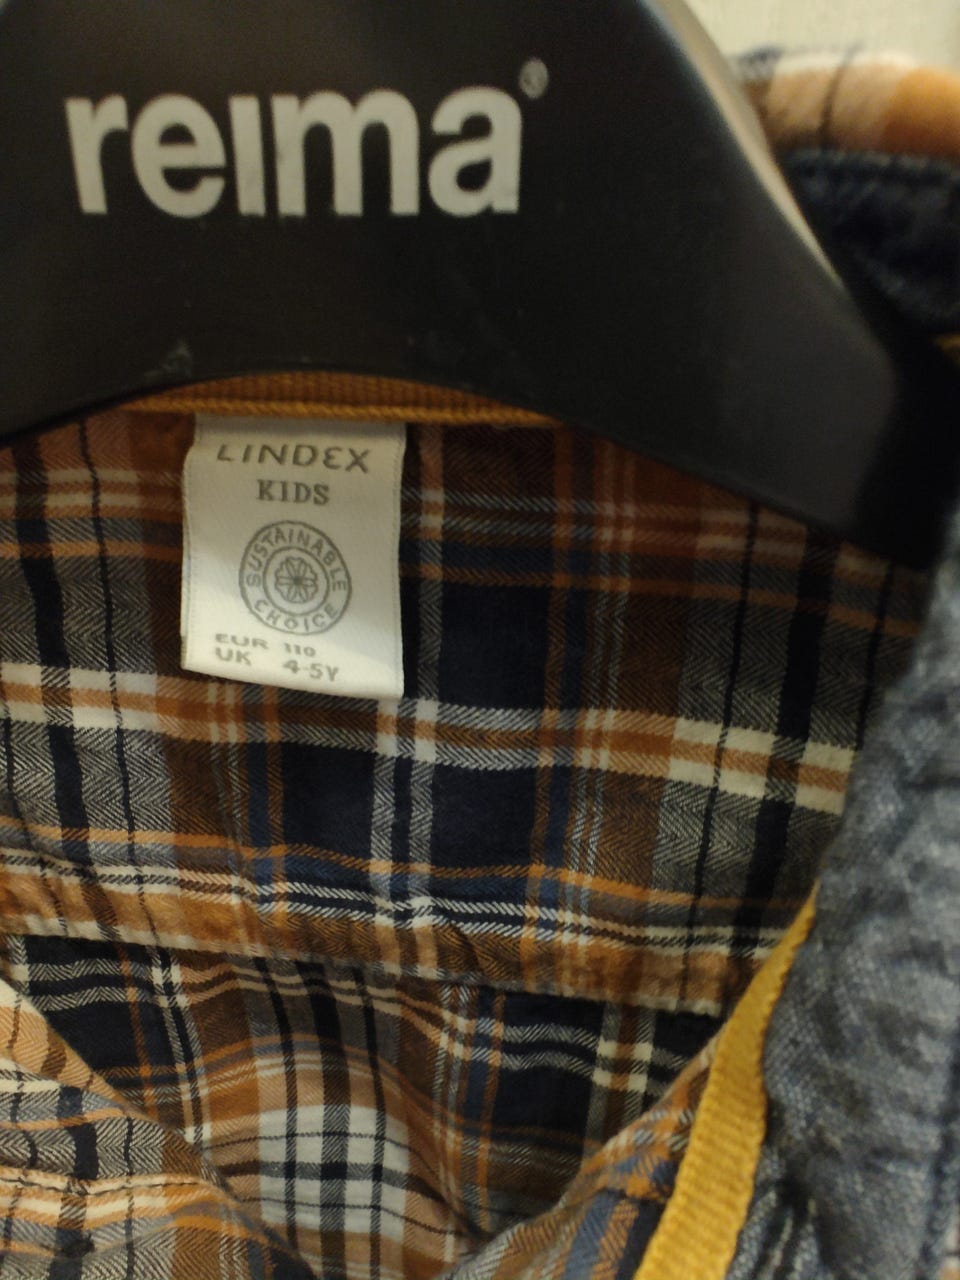 reima®
LINDEX
KIDS
SUSTAINABLE
CHOICE
EUR 110
UK 4-5Y